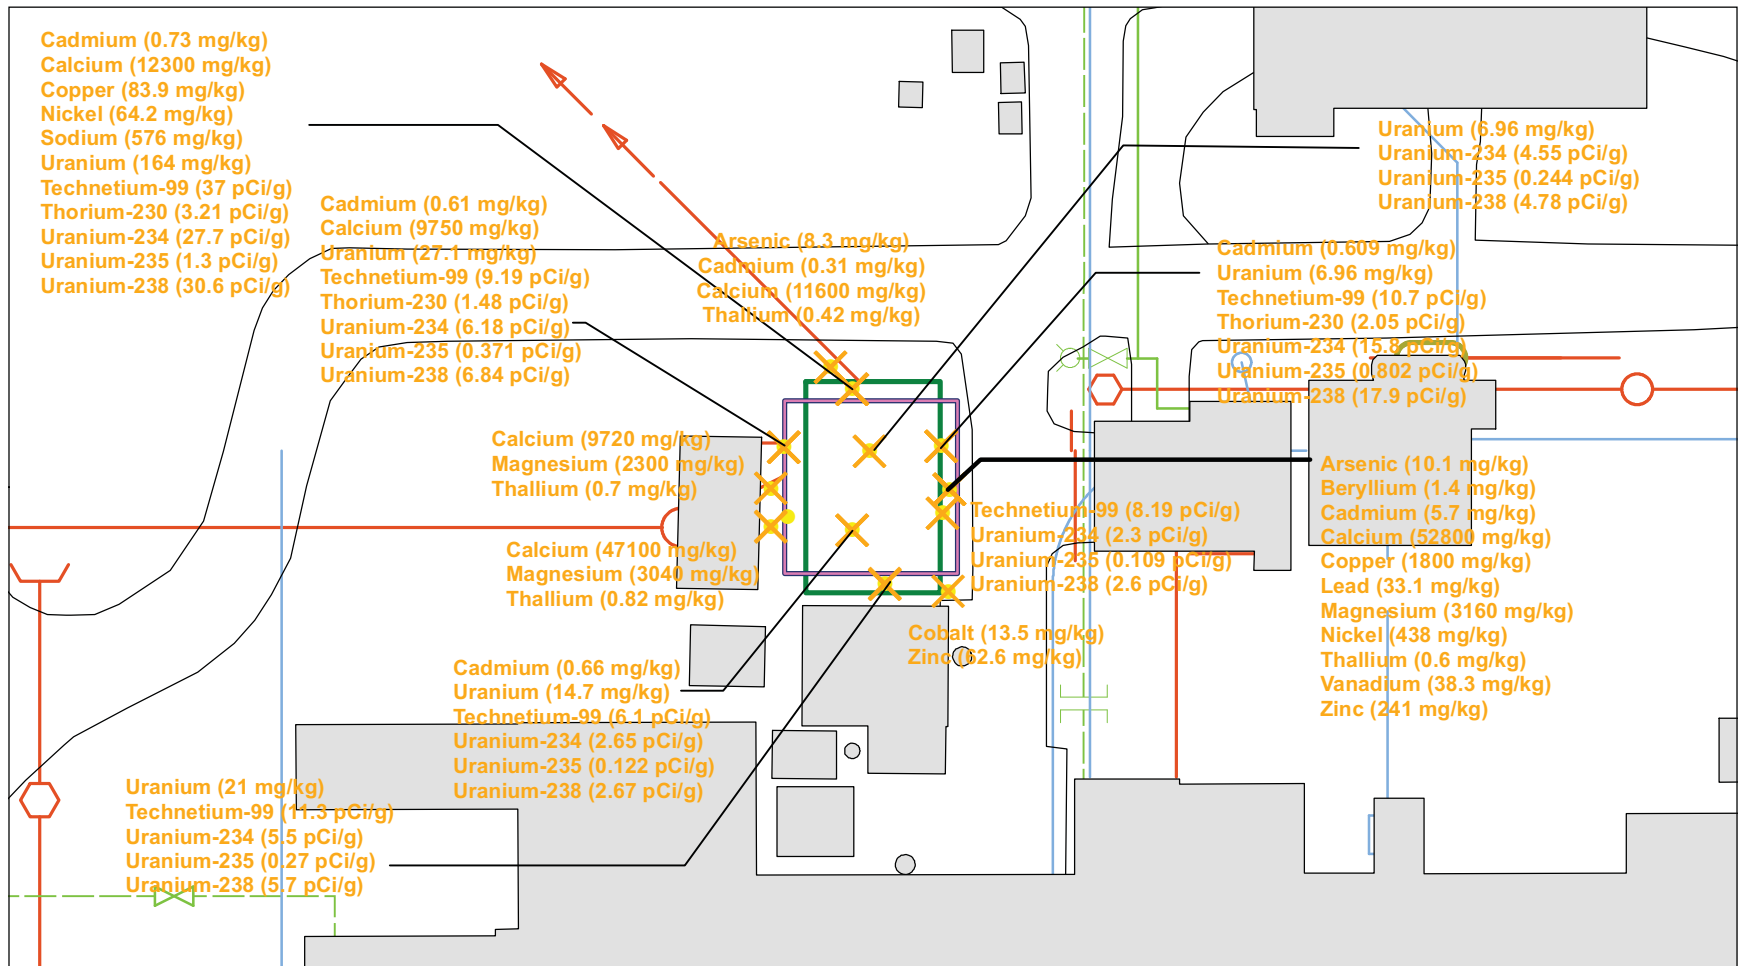 Cadmium (0.73 mg/kg)
Calcium (12300 mg/kg)
Copper (83.9 mg/kg)
Nickel (64.2 mg/kg)
Sodium (576 mg/kg)
Uranium (164 mg/kg)
Technetium-99 (37 pCi/g)
Thorium-230 (3.21 pCi/g)
Uranium-234 (27.7 pCi/g)
Uranium-235 (1.3 pCi/g)
Uranium-238 (30.6 pCi/g)
Cadmium (0.61 mg/kg)
Calcium (9750 mg/kg)
Uranium (27.1 mg/kg)
Technetium-99 (9.19 pCi/g)
Thorium-230 (1.48 pCi/g)
Uranium-234 (6.18 pCi/g)
Uranium-235 (0.371 pCi/g)
Uranium-238 (6.84 pCi/g)
Arsenic (8.3 mg/kg)
Cadmium (0.31 mg/kg)
Calcium (11600 mg/kg)
Thallium (0.42 mg/kg)
Uranium (6.96 mg/kg)
Uranium-234 (4.55 pCi/g)
Uranium-235 (0.244 pCi/g)
Uranium-238 (4.78 pCi/g)
Cadmium (0.609 mg/kg)
Uranium (6.96 mg/kg)
Technetium-99 (10.7 pCi/g)
Thorium-230 (2.05 pCi/g)
Uranium-234 (15.8 pCi/g)
Uranium-235 (0.802 pCi/g)
Uranium-238 (17.9 pCi/g)
Calcium (9720 mg/kg)
Magnesium (2300 mg/kg)
Thallium (0.7 mg/kg)
Calcium (47100 mg/kg)
Magnesium (3040 mg/kg)
Thallium (0.82 mg/kg)
Technetium-99 (8.19 pCi/g)
Uranium-234 (2.3 pCi/g)
Uranium-235 (0.109 pCi/g)
Uranium-238 (2.6 pCi/g)
Arsenic (10.1 mg/kg)
Beryllium (1.4 mg/kg)
Cadmium (5.7 mg/kg)
Calcium (52800 mg/kg)
Copper (1800 mg/kg)
Lead (33.1 mg/kg)
Magnesium (3160 mg/kg)
Nickel (438 mg/kg)
Thallium (0.6 mg/kg)
Vanadium (38.3 mg/kg)
Zinc (241 mg/kg)
Cobalt (13.5 mg/kg)
Zinc (62.6 mg/kg)
Cadmium (0.66 mg/kg)
Uranium (14.7 mg/kg)
Technetium-99 (6.1 pCi/g)
Uranium-234 (2.65 pCi/g)
Uranium-235 (0.122 pCi/g)
Uranium-238 (2.67 pCi/g)
Uranium (21 mg/kg)
Technetium-99 (11.3 pCi/g)
Uranium-234 (5.5 pCi/g)
Uranium-235 (0.27 pCi/g)
Uranium-238 (5.7 pCi/g)